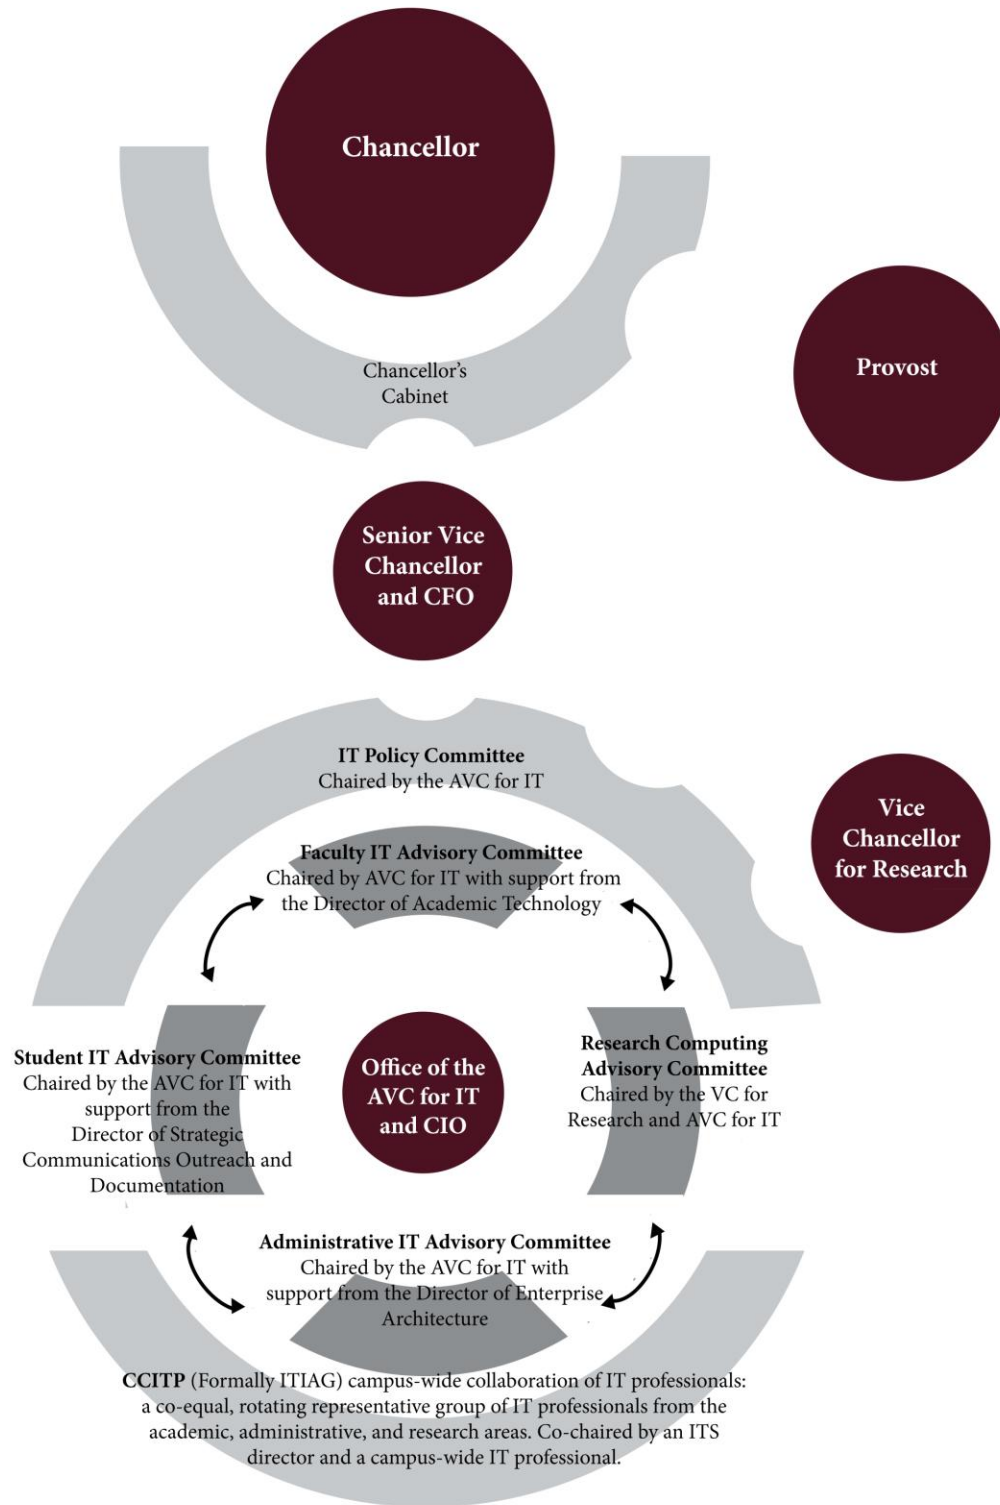 Chancellor
Provost
Chancellor's
Cabinet
Senior Vice
Chancellor
and CFO
IT Policy Committee
Chaired by the AVC for IT
Vice
Chancellor
for Research
Faculty IT Advisory Committee
Chaired by AVC for IT with support from
the Director of Academic Technology
Student IT Advisory Committee
Chaired by the AVC for IT with
support from the
Director of Strategic
Communications Outreach and
Documentation
Office of the
AVC for IT
and CIO
Research Computing
Advisory Committee
Chaired by the VC for
Research and AVC for IT
Administrative IT Advisory Committee
Chaired by the AVC for IT with
support from the Director of Enterprise
Architecture
CCITP (Formally ITIAG) campus-wide collaboration of IT professionals:
a co-equal, rotating representative group of IT professionals from the
academic, administrative, and research areas. Co-chaired by an ITS
director and a campus-wide IT professional.